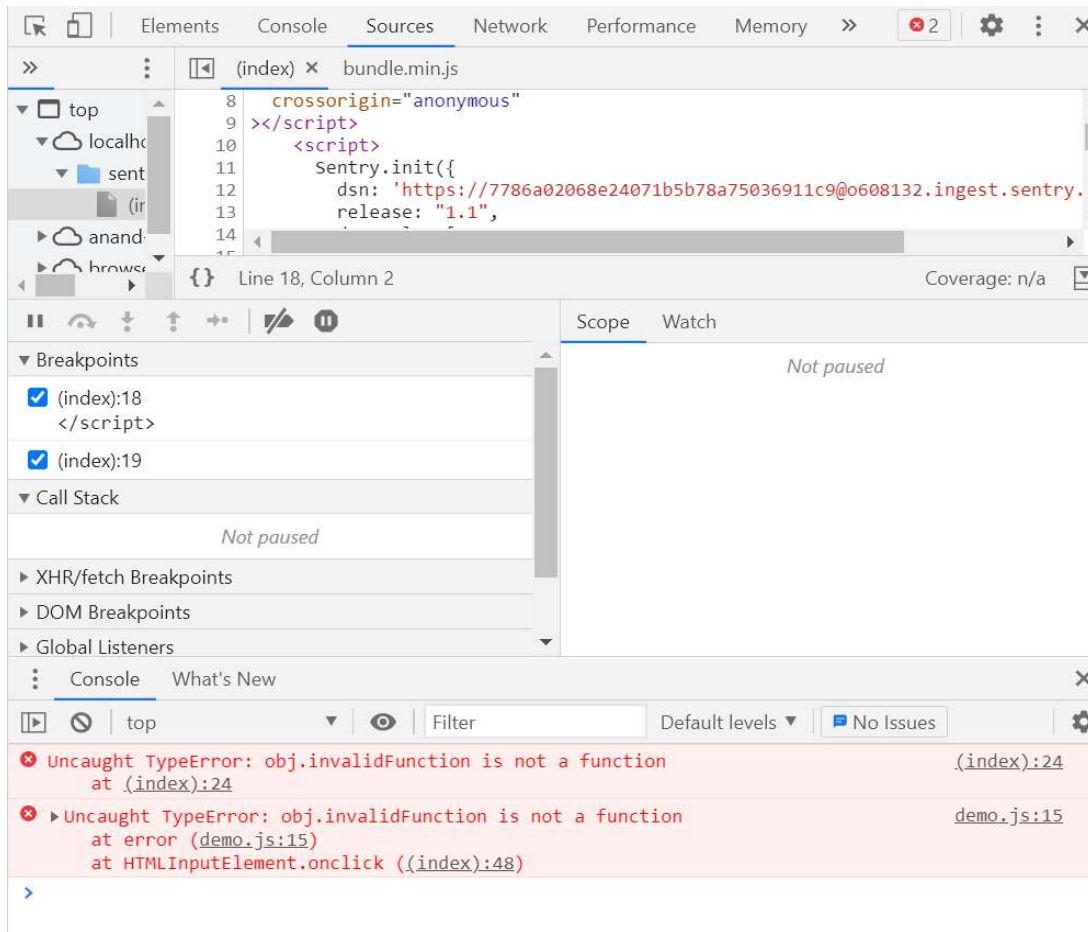 Elements Console Sources Network Performance Memory » 2
» (index) × bundle.min.js
top
localho
sent
(in
anand-
browse
8 crossorigin="anonymous"
9 ></script>
10 <script>
11 Sentry.init({
12 dsn: 'https://7786a02068e24071b5b78a75036911c9@o608132.ingest.sentry.
13 release: "1.1",
14
{} Line 18, Column 2 Coverage: n/a
Scope Watch
Breakpoints
Not paused
(index):18
</script>
(index):19
Call Stack
Not paused
XHR/fetch Breakpoints
DOM Breakpoints
Global Listeners
Console What's New
top Filter Default levels ▼ No Issues
Uncaught TypeError: obj.invalidFunction is not a function (index):24
at (index):24
Uncaught TypeError: obj.invalidFunction is not a function demo.js:15
at error (demo.js:15)
at HTMLInputElement.onclick ((index):48)
>